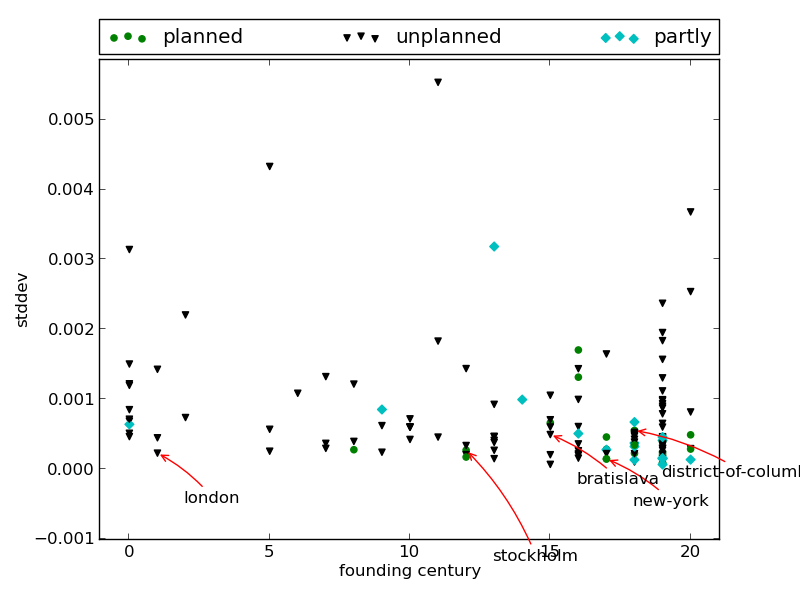 planned unplanned partly
0.005
0.004
0.003
0.002
0.001
0.000
−0.001
stddev
london
stockholm
bratislava
district-of-columb
new-york
0 5 10 15 20
founding century